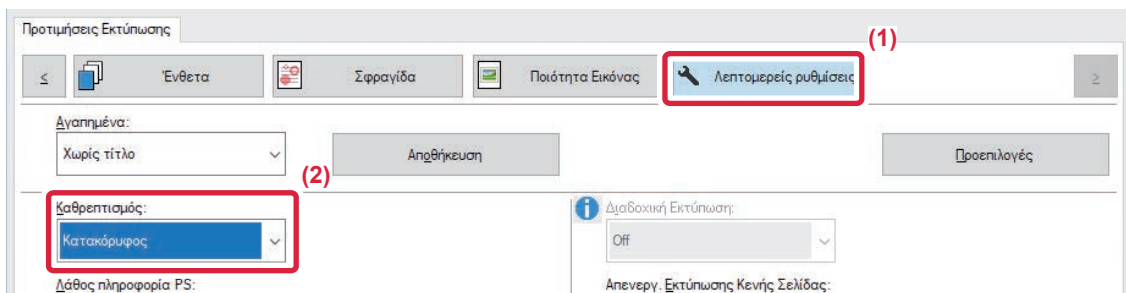 Προτιμήσεις Εκτύπωσης
(1)
< Ένθετα Σφραγίδα Ποιότητα Εικόνας Λεπτομερείς ρυθμίσεις >
Αγαπημένα:
Χωρίς τίτλο Αποθήκευση Προεπιλογές
(2)
Καθρεπτισμός: Διαδοχική Εκτύπωση:
Κατακόρυφος Off
Λάθος πληροφορία PS: Απενεργ. Εκτύπωσης Κενής Σελίδας: